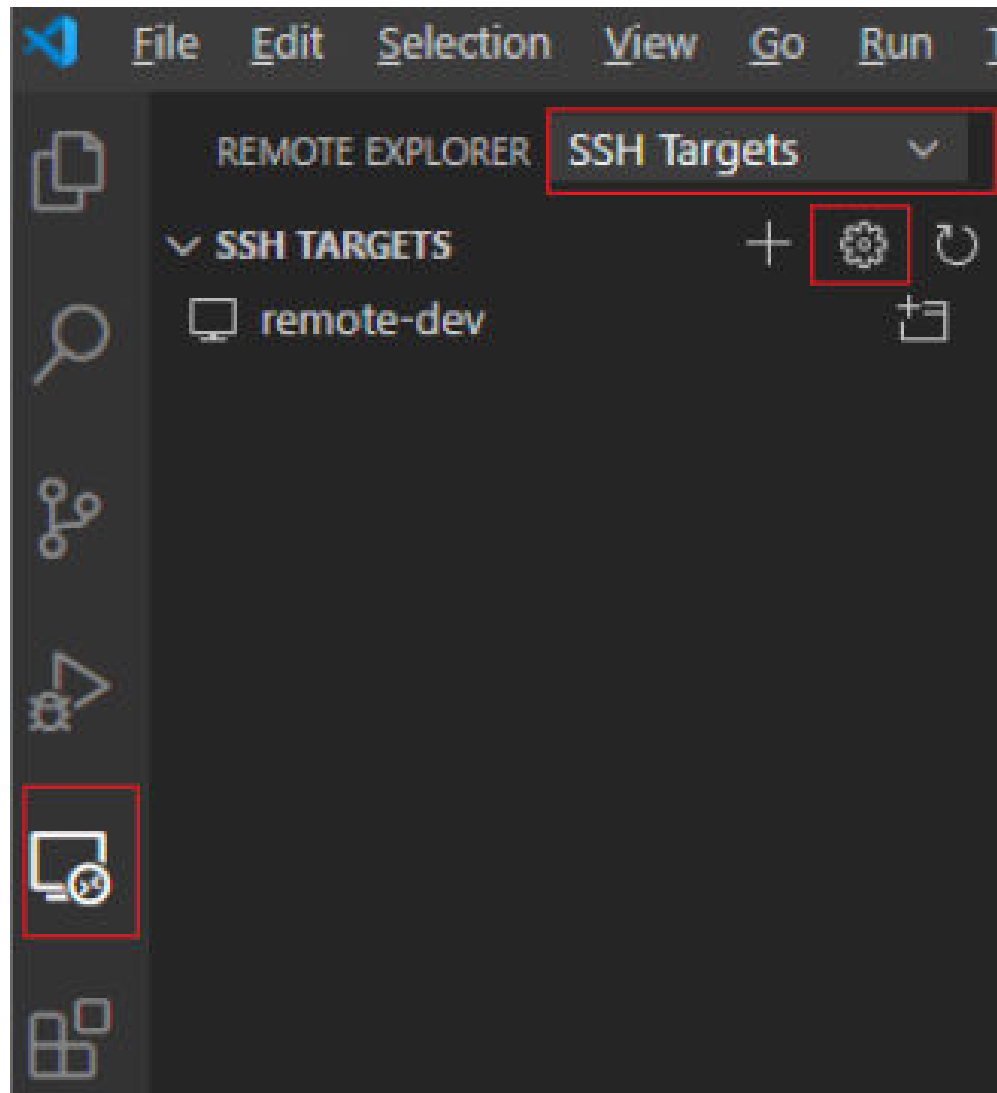 File Edit Selection View Go Run
REMOTE EXPLORER SSH Targets
SSH TARGETS
remote-dev